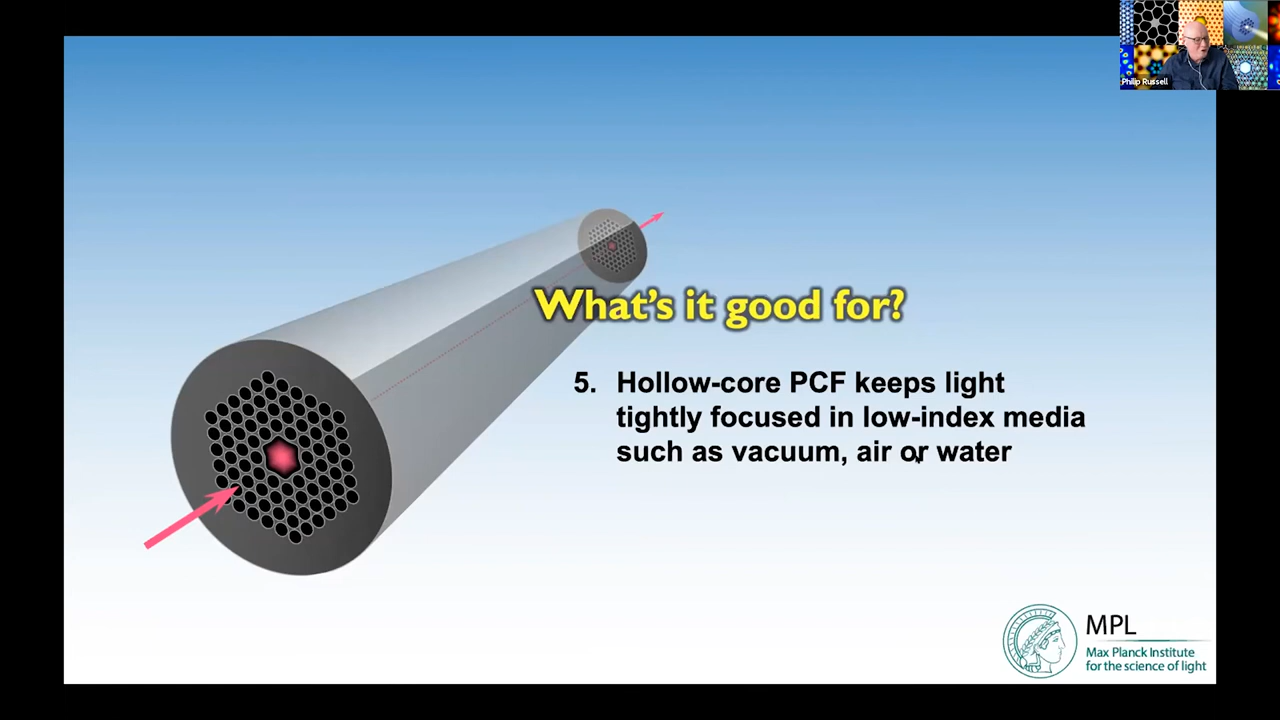 Philip Russell
What's it good for?
5. Hollow-core PCF keeps light
tightly focused in low-index media
such as vacuum, air or water
MPL
Max Planck Institute
for the science of light